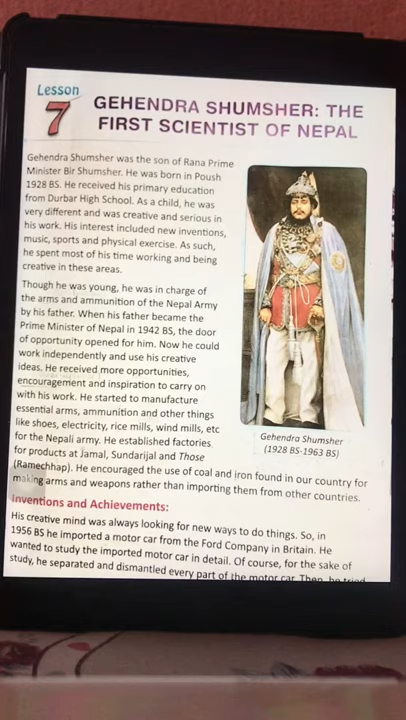 Lesson
7
GEHENDRA SHUMSHER: THE
FIRST SCIENTIST OF NEPAL
Gehendra Shumsher was the son of Rana Prime
Minister Bir Shumsher. He was born in Poush
1928 BS. He received his primary education
from Durbar High School. As a child, he was
very different and was creative and serious in
his work. His interest included new inventions,
music, sports and physical exercise. As such,
he spent most of his time working and being
creative in these areas.
Though he was young, he was in charge of
the arms and ammunition of the Nepal Army
by his father. When his father became the
Prime Minister of Nepal in 1942 BS, the door
of opportunity opened for him. Now he could
work independently and use his creative
ideas. He received more opportunities,
encouragement and inspiration to carry on
with his work. He started to manufacture
essential arms, ammunition and other things
like shoes, electricity, rice mills, wind mills, etc
for the Nepali army. He established factories
for products at Jamal, Sundarijal and Those
(Ramechhap). He encouraged the use of coal and iron found in our country for
making arms and weapons rather than importing them from other countries.
Gehendra Shumsher
(1928 BS-1963 BS)
Inventions and Achievements:
His creative mind was always looking for new ways to do things. So, in
1956 BS he imported a motor car from the Ford Company in Britain. He
wanted to study the imported motor car in detail. Of course, for the sake of
study, he separated and dismantled every part of the motor car. Then, he tried